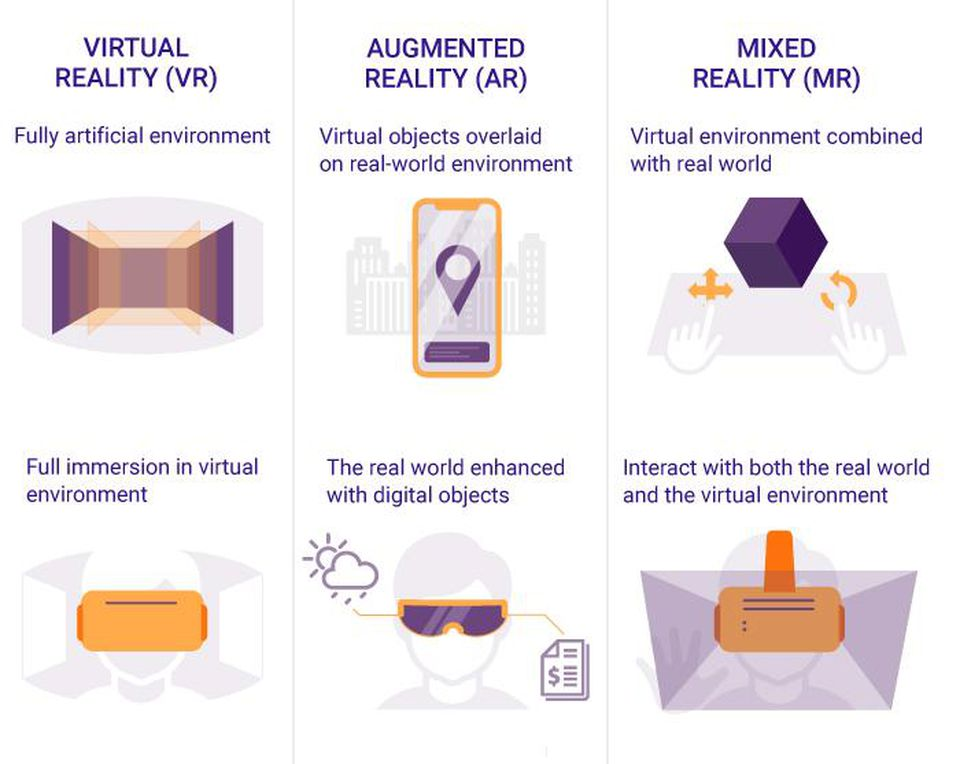 VIRTUAL
REALITY (VR)
Fully artificial environment
Full immersion in virtual
environment
AUGMENTED
REALITY (AR)
Virtual objects overlaid
on real-world environment
The real world enhanced
with digital objects
$
MIXED
REALITY (MR)
Virtual environment combined
with real world
Interact with both the real world
and the virtual environment